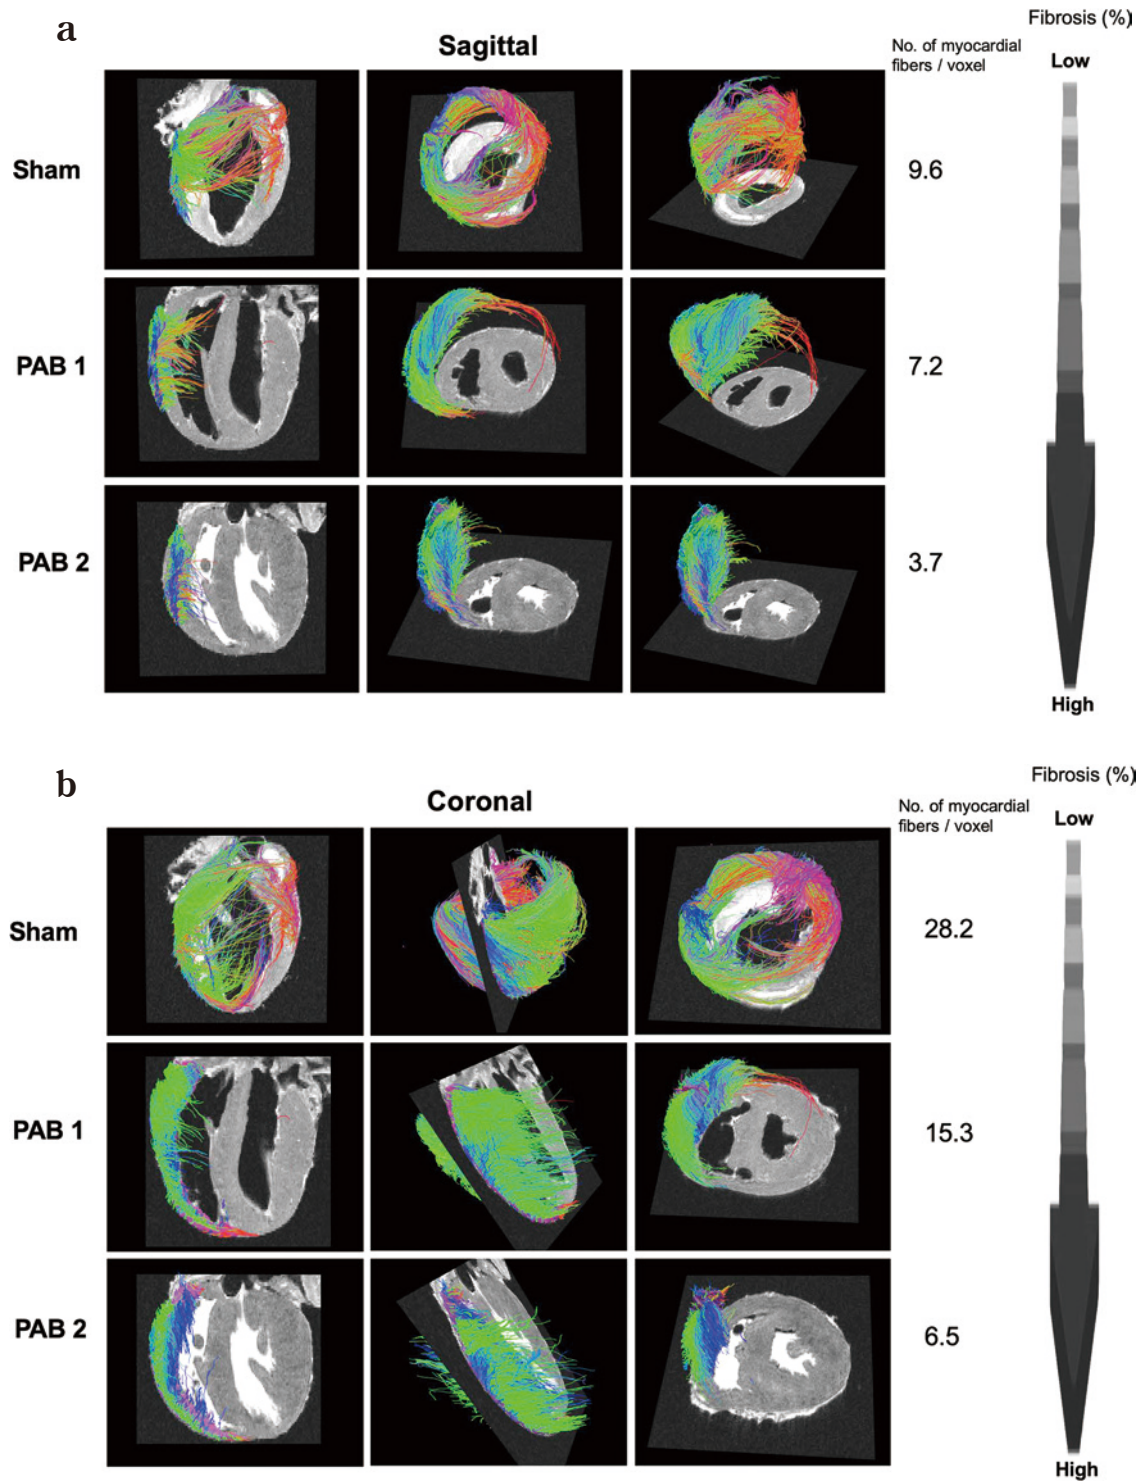 a
Sagittal
No. of myocardial
fibers / voxel
Fibrosis (%)
Low
Sham
9.6
PAB 1
7.2
PAB 2
3.7
High
b
Coronal
No. of myocardial
fibers / voxel
Fibrosis (%)
Low
Sham
28.2
PAB 1
15.3
PAB 2
6.5
High